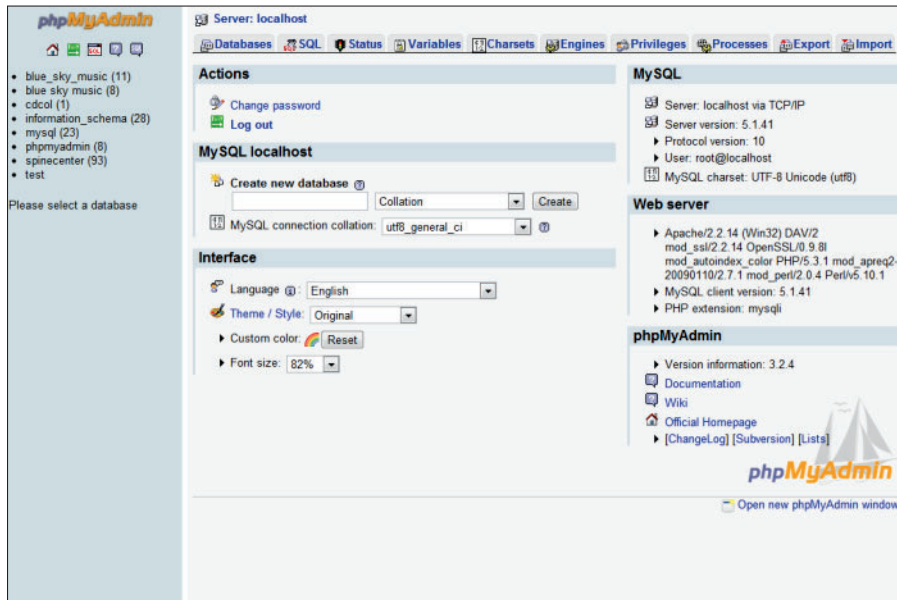 phpMyAdmin
blue_sky_music (11)
blue sky music (8)
cdcol (1)
information_schema (28)
mysql (23)
phpmyadmin (8)
spinecenter (93)
test
Please select a database
Server: localhost
Databases SQL Status Variables Charsets Engines Privileges Processes Export Import
Actions
Change password
Log out
MySQL localhost
Create new database
Collation Create
MySQL connection collation: utf8_general_ci
Interface
Language : English
Theme / Style: Original
Custom color: Reset
Font size: 82%
MySQL
Server: localhost via TCP/IP
Server version: 5.1.41
Protocol version: 10
User: root@localhost
MySQL charset: UTF-8 Unicode (utf8)
Web server
Apache/2.2.14 (Win32) DAV/2
mod_ssl/2.2.14 OpenSSL/0.9.8l
mod_autoindex_color PHP/5.3.1 mod_apreq2-
20090110/2.7.1 mod_perl/2.0.4 Perl/v5.10.1
MySQL client version: 5.1.41
PHP extension: mysqli
phpMyAdmin
Version information: 3.2.4
Documentation
Wiki
Official Homepage
[ChangeLog] [Subversion] [Lists]
phpMyAdmin
Open new phpMyAdmin window